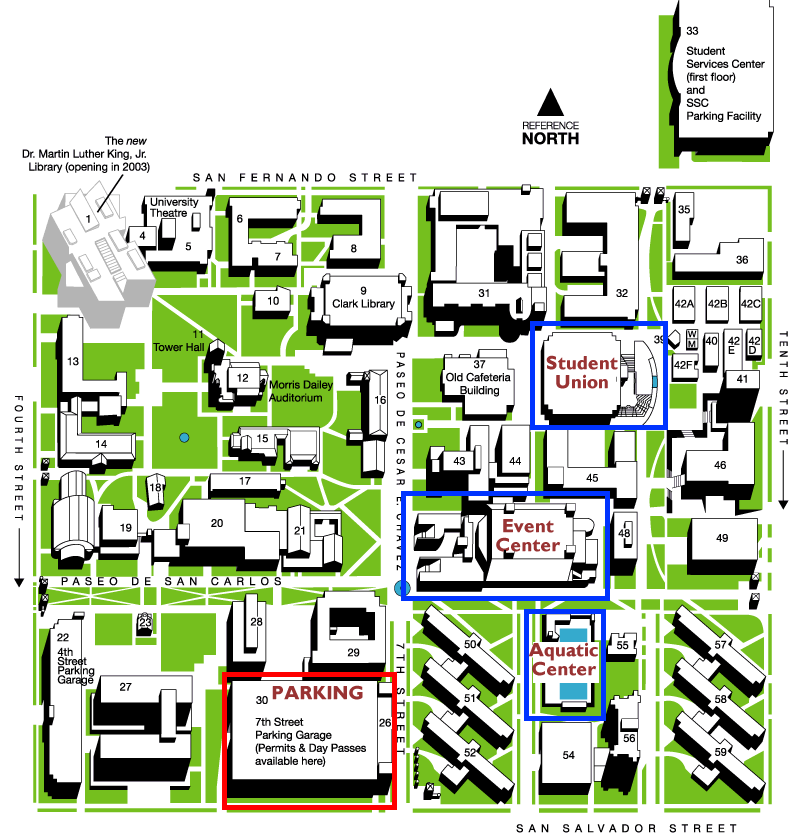 33
Student
Services Center
(first floor)
and
SSC
Parking Facility
REFERENCE
NORTH
The new
Dr. Martin Luther King, Jr.
Library (opening in 2003)
SAN FERNANDO STREET
University
Theatre
1
4
5
6
7
8
9
Clark Library
10
31
32
35
36
42A
42B
42C
11
Tower Hall
12
Morris Dailey
Auditorium
13
14
15
16
37
Old Cafeteria
Building
Student
Union
39
W
M
40
42
E
42
D
42F
41
TENTH STREET
PASEO DE CESAR E. CHAVEZ
FOURTH STREET
17
18
19
20
21
43
44
45
46
Event
Center
48
49
PASEO DE SAN CARLOS
22
4th
Street
Parking
Garage
23
28
29
27
30
PARKING
7th Street
Parking Garage
(Permits & Day Passes
available here)
26
7TH STREET
50
51
52
Aquatic
Center
55
56
54
57
58
59
SAN SALVADOR STREET